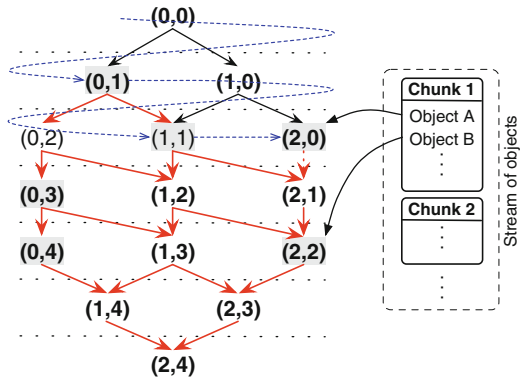 (0,0)
(0,1) (1,0)
(0,2) (1,1) (2,0)
(0,3) (1,2) (2,1)
(0,4) (1,3) (2,2)
(1,4) (2,3)
(2,4)
Chunk 1
Object A
Object B
Chunk 2
Stream of objects